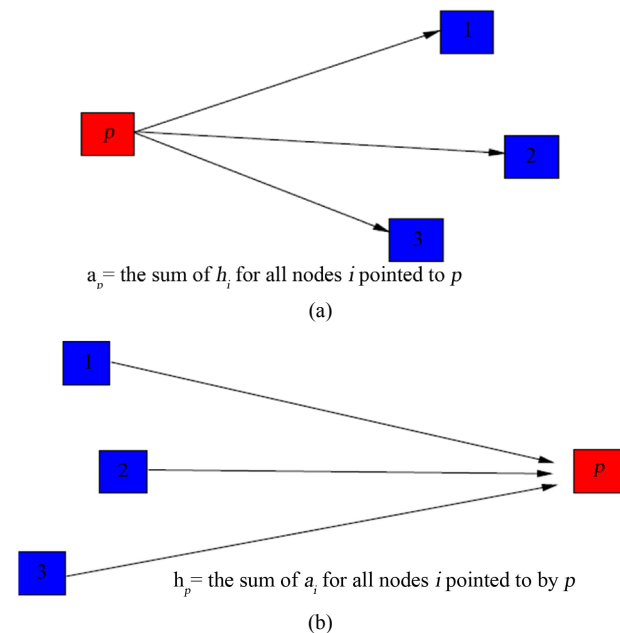 1
p
2
3
aₚ= the sum of hᵢ for all nodes i pointed to p
(a)
1
2
p
3
hₚ= the sum of aᵢ for all nodes i pointed to by p
(b)